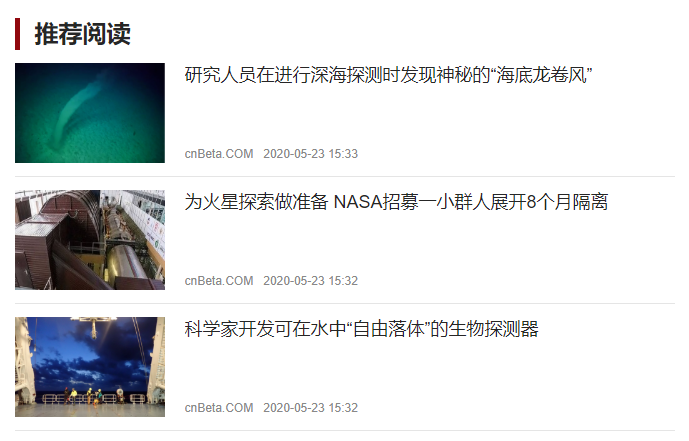 推荐阅读
研究人员在进行深海探测时发现神秘的“海底龙卷风”
cnBeta.COM 2020-05-23 15:33
为火星探索做准备 NASA招募一小群人展开8个月隔离
cnBeta.COM 2020-05-23 15:32
科学家开发可在水中“自由落体”的生物探测器
cnBeta.COM 2020-05-23 15:32